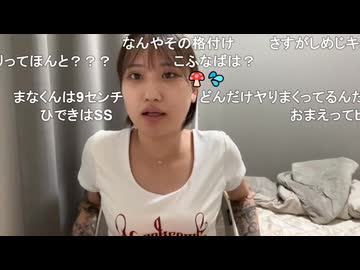 なんやその格付け
さすがしめじキ
りってほんと？？？
こふなばは？
まなくんは9センチ
どんだけヤりまくってるんだ
ひできはSS
おまえってヒ